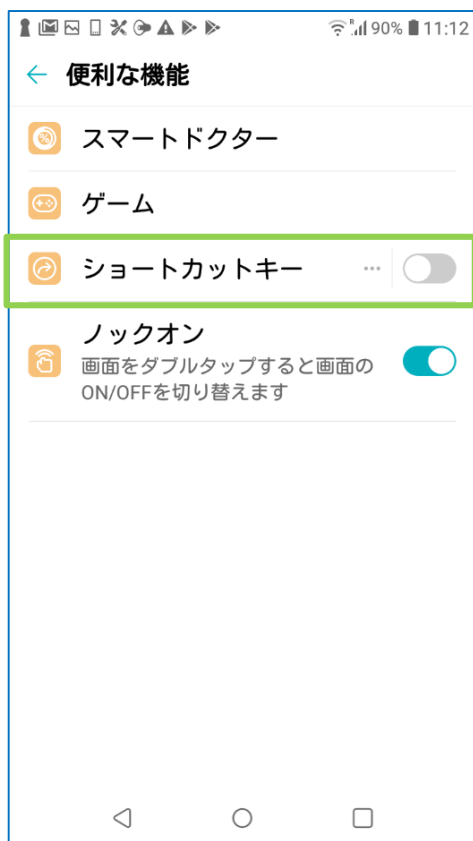 90% 11:12
便利な機能
スマートドクター
ゲーム
ショートカットキー
ノックオン
画面をダブルタップすると画面の
ON/OFFを切り替えます